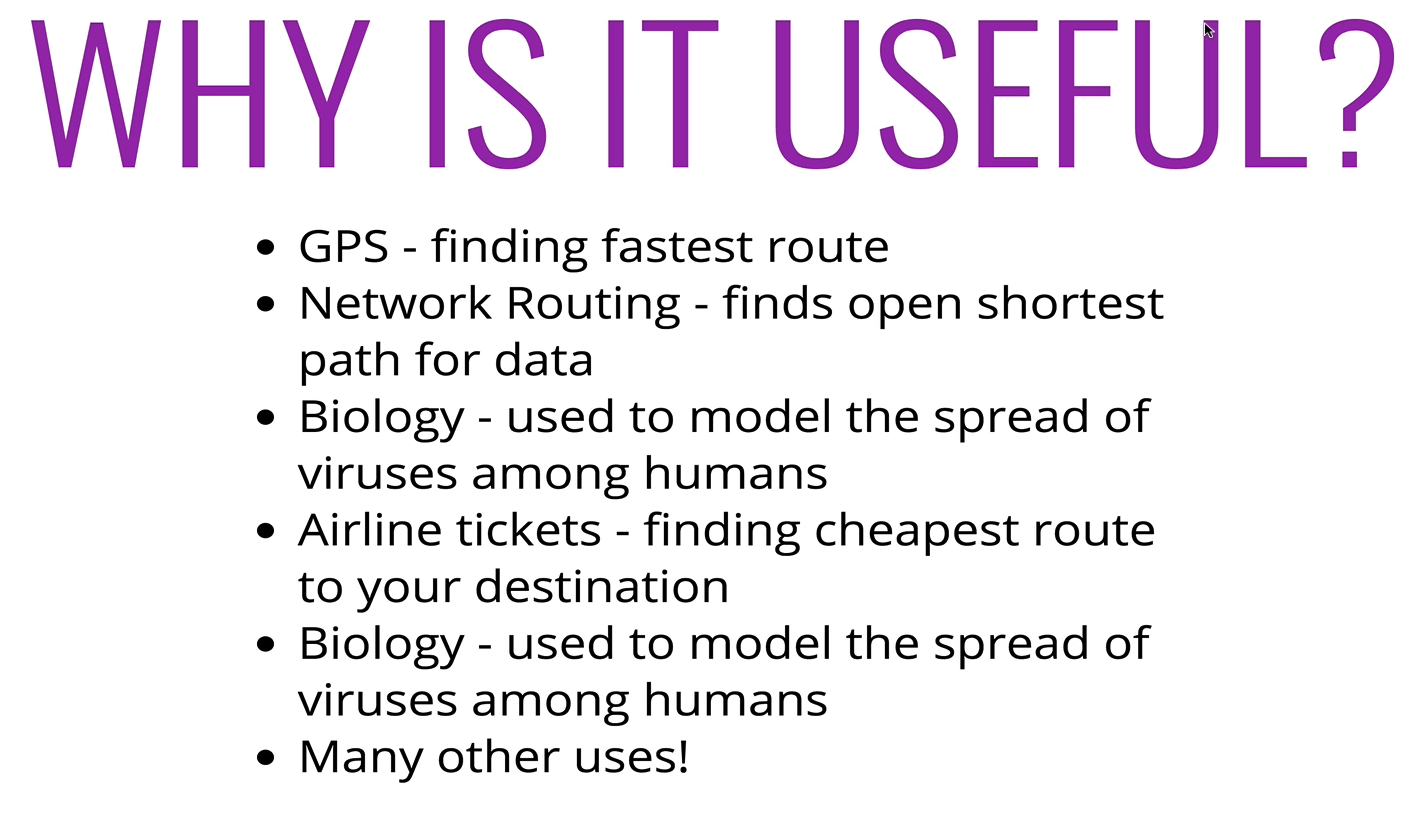 WHY IS IT USEFUL?
• GPS - finding fastest route
• Network Routing - finds open shortest
path for data
• Biology - used to model the spread of
viruses among humans
• Airline tickets - finding cheapest route
to your destination
• Biology - used to model the spread of
viruses among humans
• Many other uses!